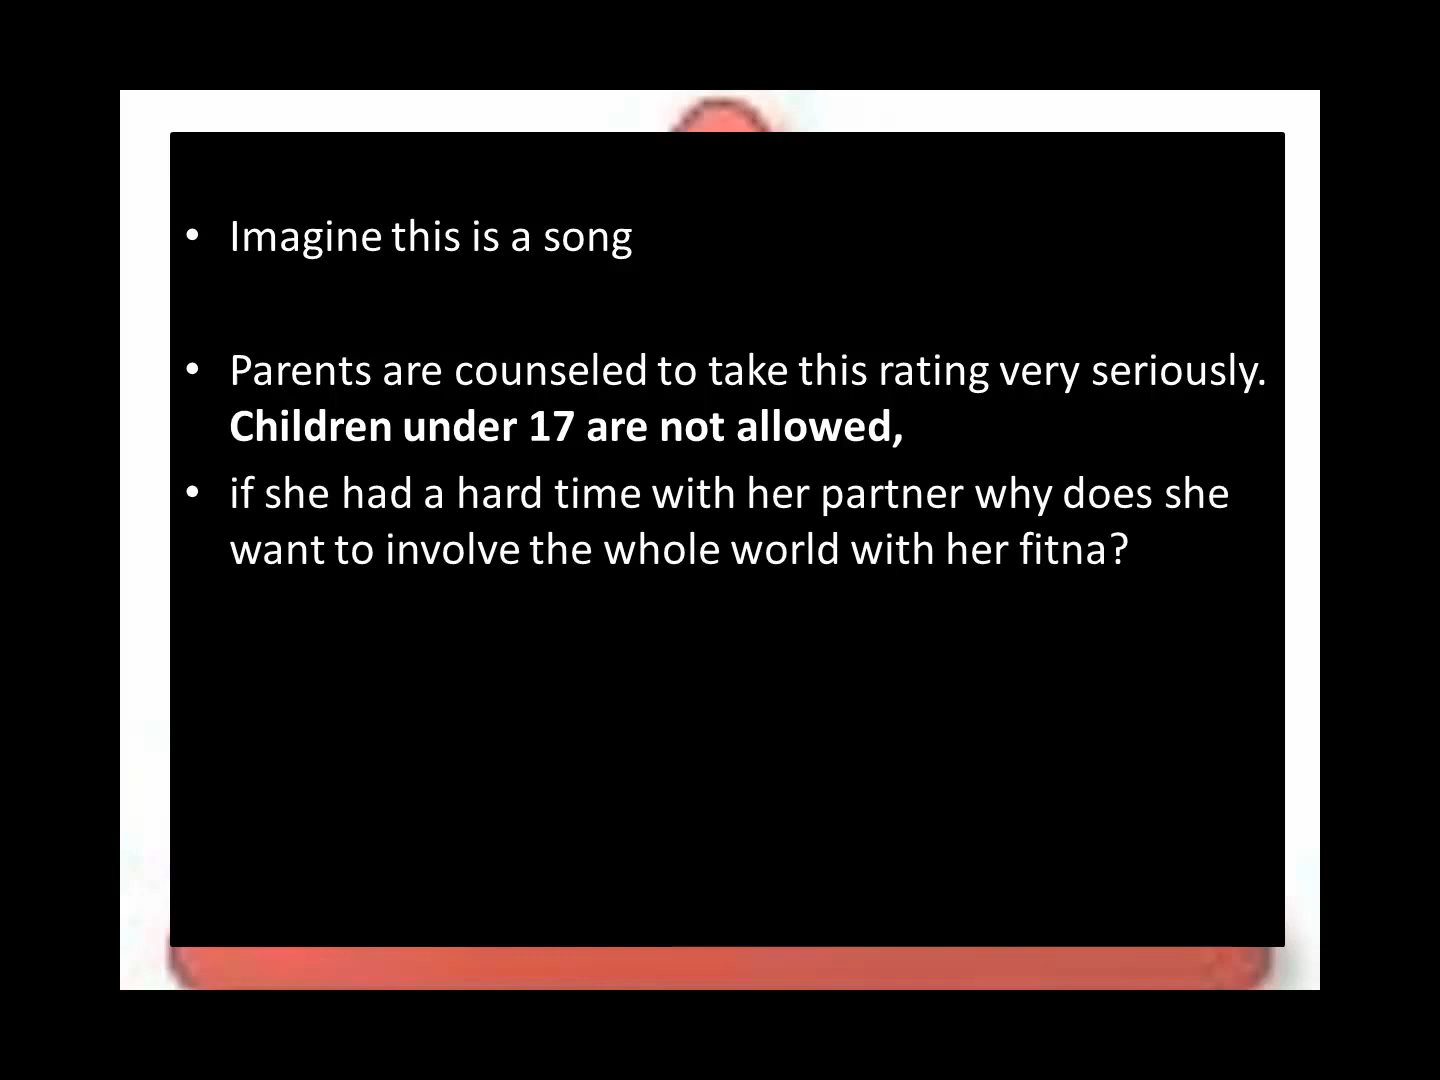 • Imagine this is a song
• Parents are counseled to take this rating very seriously.
Children under 17 are not allowed,
• if she had a hard time with her partner why does she
want to involve the whole world with her fitna?